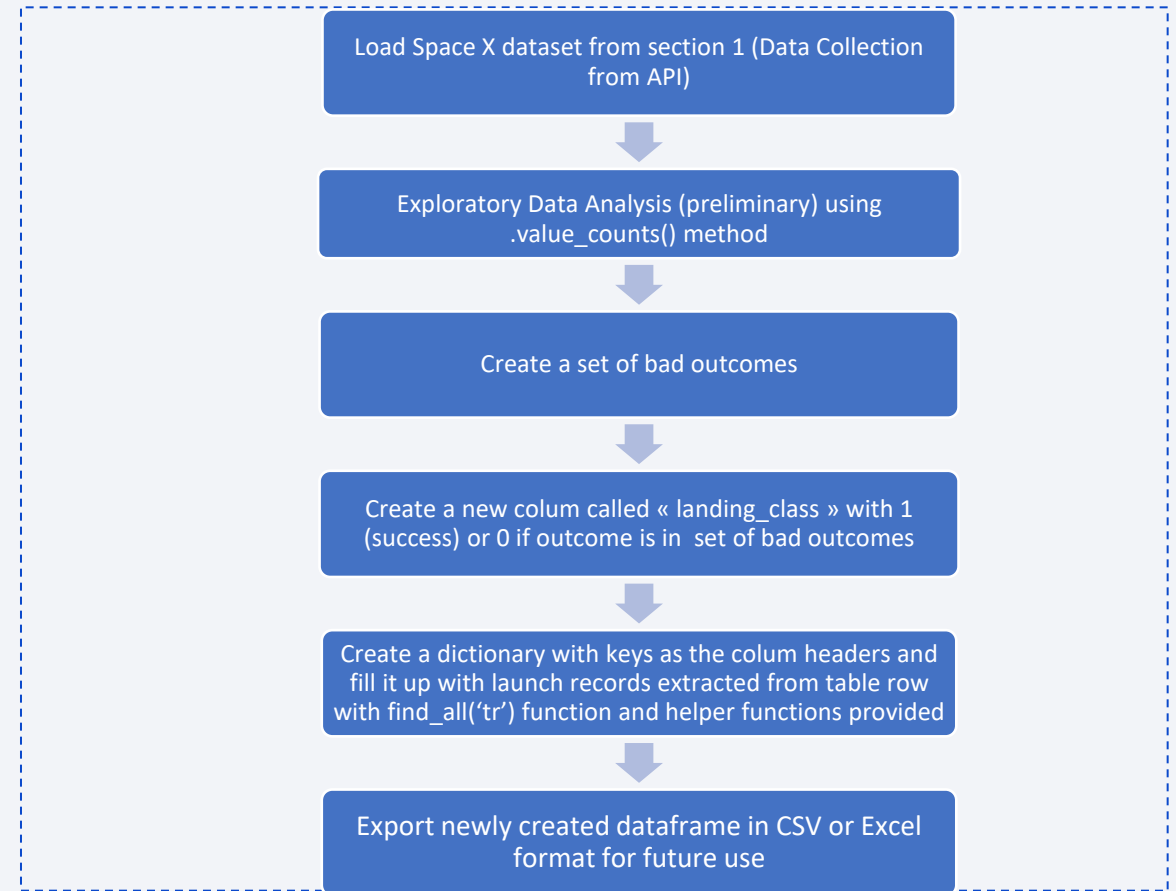 Load Space X dataset from section 1 (Data Collection
from API)
Exploratory Data Analysis (preliminary) using
.value_counts() method
Create a set of bad outcomes
Create a new colum called « landing_class » with 1
(success) or 0 if outcome is in  set of bad outcomes
Create a dictionary with keys as the colum headers and
fill it up with launch records extracted from table row
with find_all(‘tr’) function and helper functions provided
Export newly created dataframe in CSV or Excel
format for future use